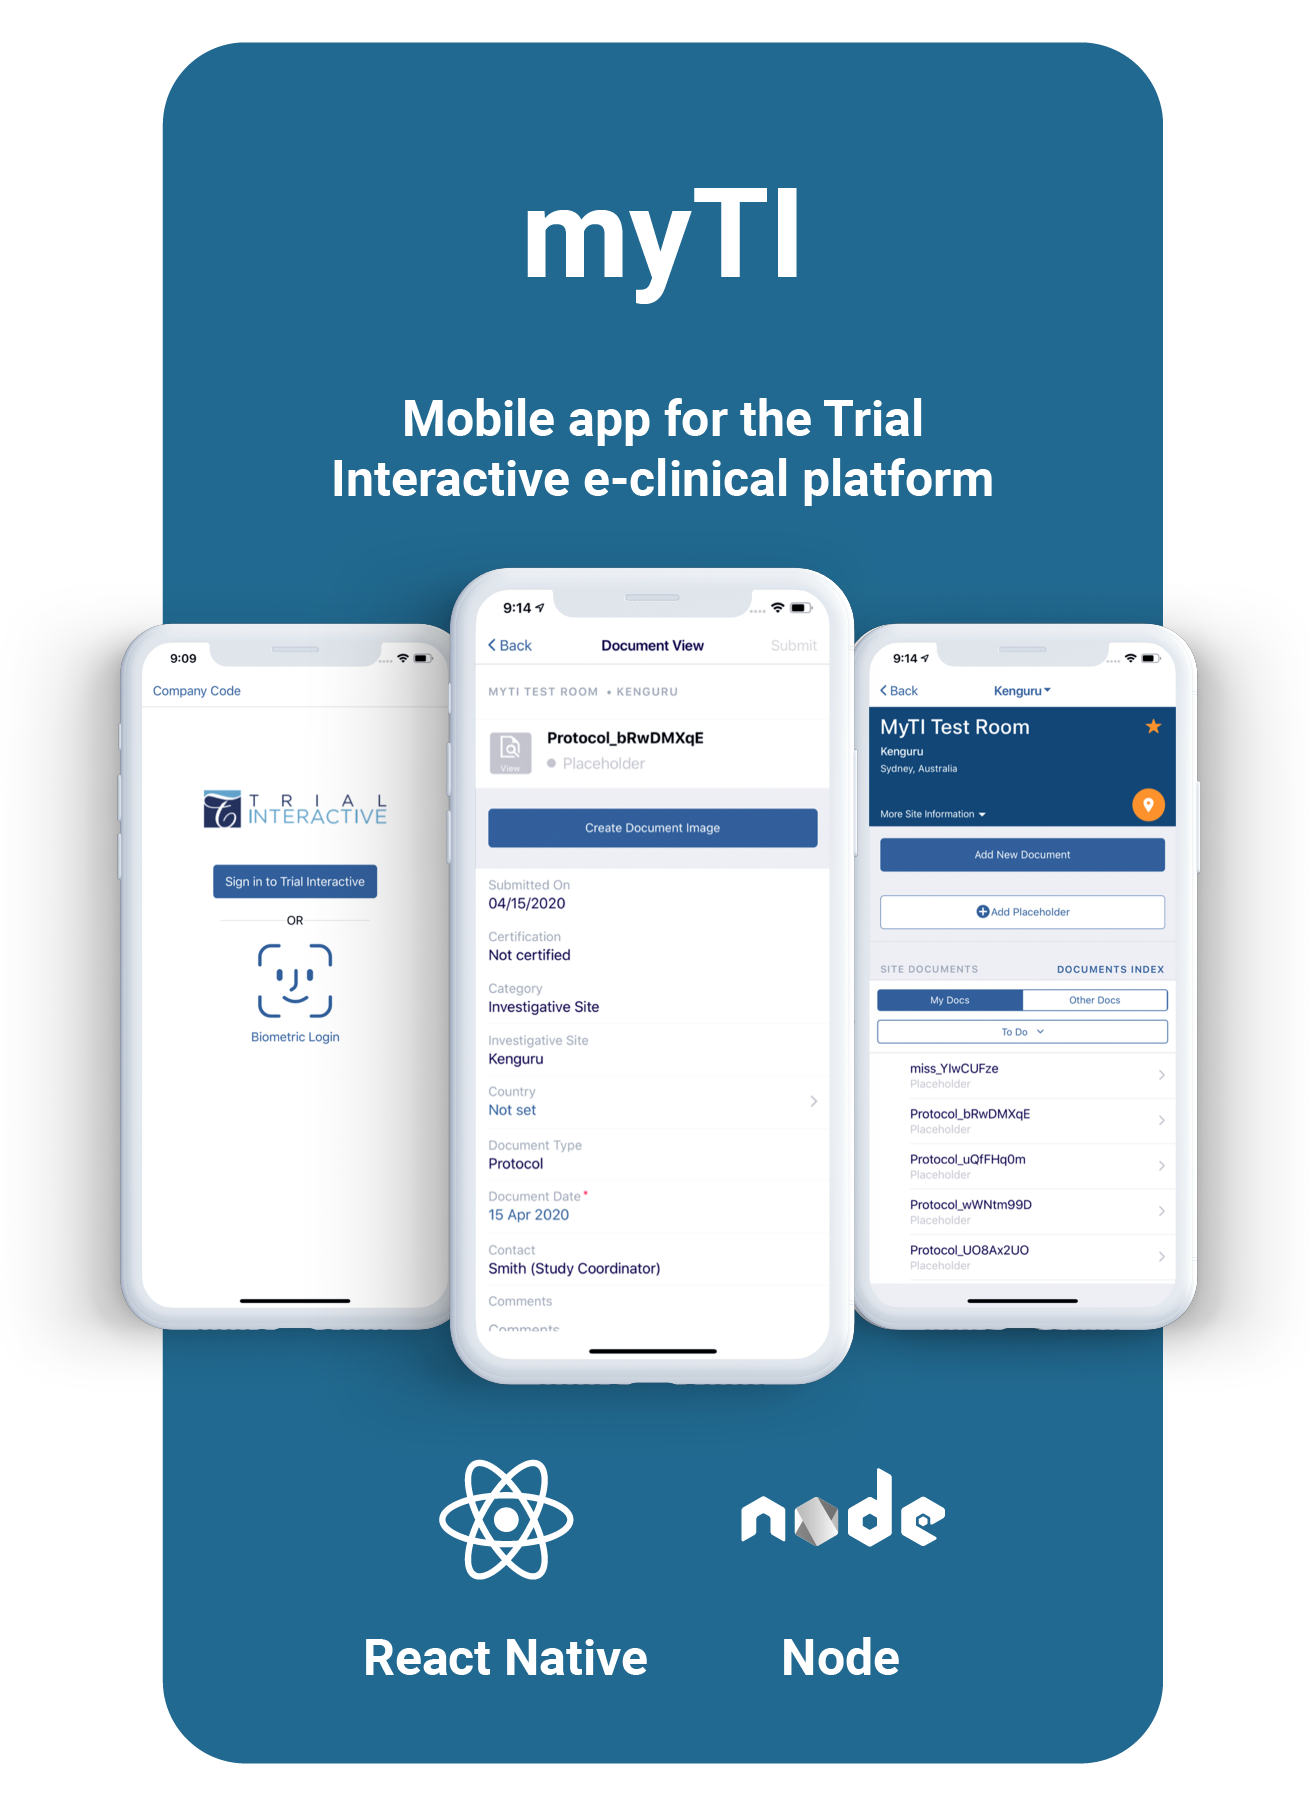 myTI
Mobile app for the Trial
Interactive e-clinical platform
9:09
Company Code
TRIAL
INTERACTIVE
Sign in to Trial Interactive
OR
Biometric Login
9:14
Back
Document View
Submit
MYTI TEST ROOM • KENGURU
Protocol_bRwDMXqE
View
Placeholder
Create Document Image
Submitted On
04/15/2020
Certification
Not certified
Category
Investigative Site
Investigative Site
Kenguru
Country
Not set
Document Type
Protocol
Document Date *
15 Apr 2020
Contact
Smith (Study Coordinator)
Comments
Comments
9:14
Back
Kenguru
MyTI Test Room
Kenguru
Sydney, Australia
More Site Information
Add New Document
Add Placeholder
SITE DOCUMENTS
DOCUMENTS INDEX
My Docs
Other Docs
To Do
miss_YIwCUFze
Placeholder
Protocol_bRwDMXqE
Placeholder
Protocol_uQfFHq0m
Placeholder
Protocol_wWNtm99D
Placeholder
Protocol_UO8Ax2UO
Placeholder
node
React Native
Node